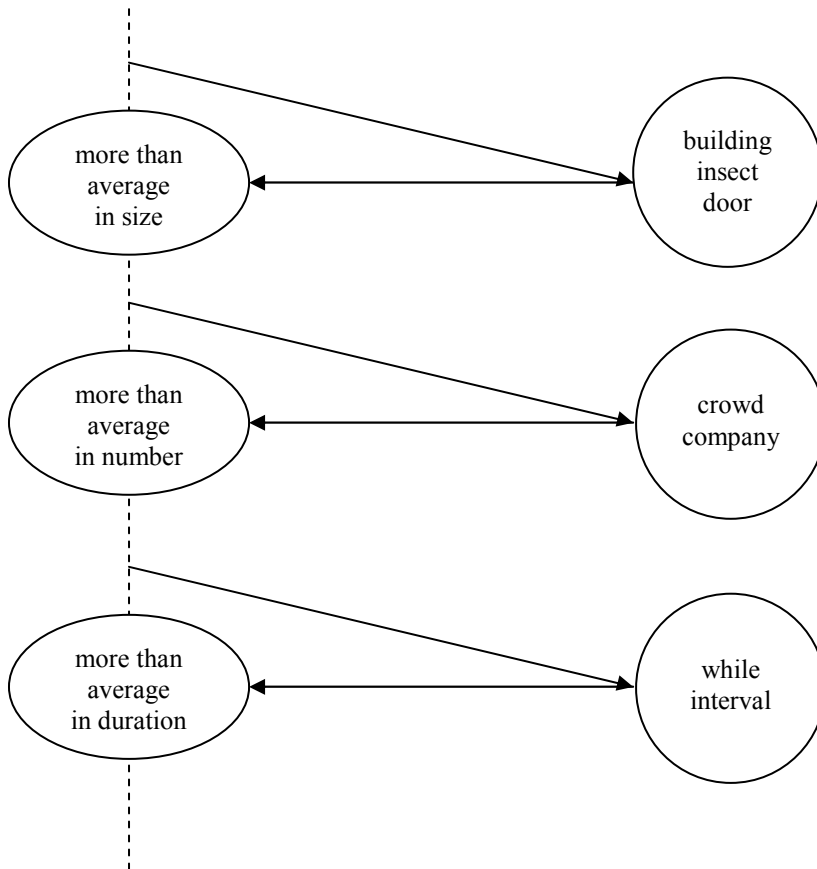 more than
average
in size
building
insect
door
more than
average
in number
crowd
company
more than
average
in duration
while
interval